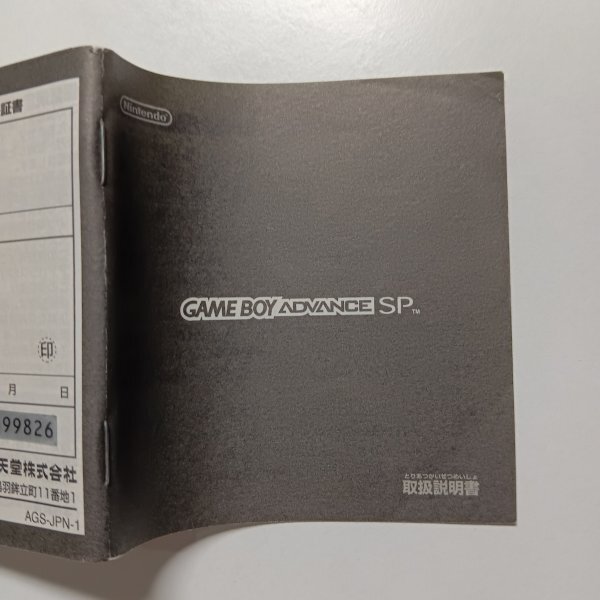 証書
印
月 日
99826
天堂株式会社
羽鉾立町11番地1
AGS-JPN-1
Nintendo
GAME BOY ADVANCE SP™
とりあつかいせつめいしょ
取扱説明書